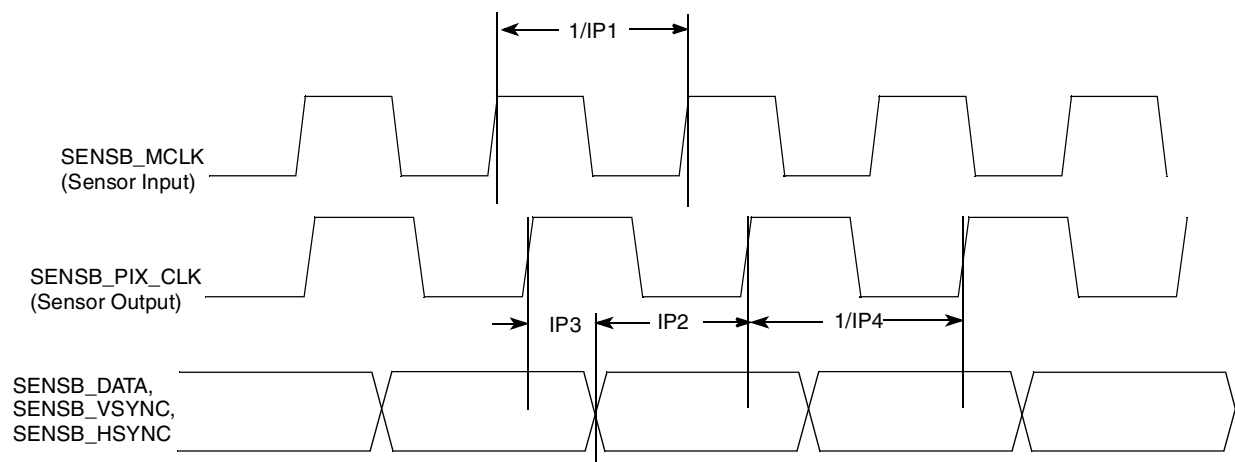 1/IP1
SENSB_MCLK
(Sensor Input)
SENSB_PIX_CLK
(Sensor Output)
IP3 IP2 1/IP4
SENSB_DATA,
SENSB_VSYNC,
SENSB_HSYNC